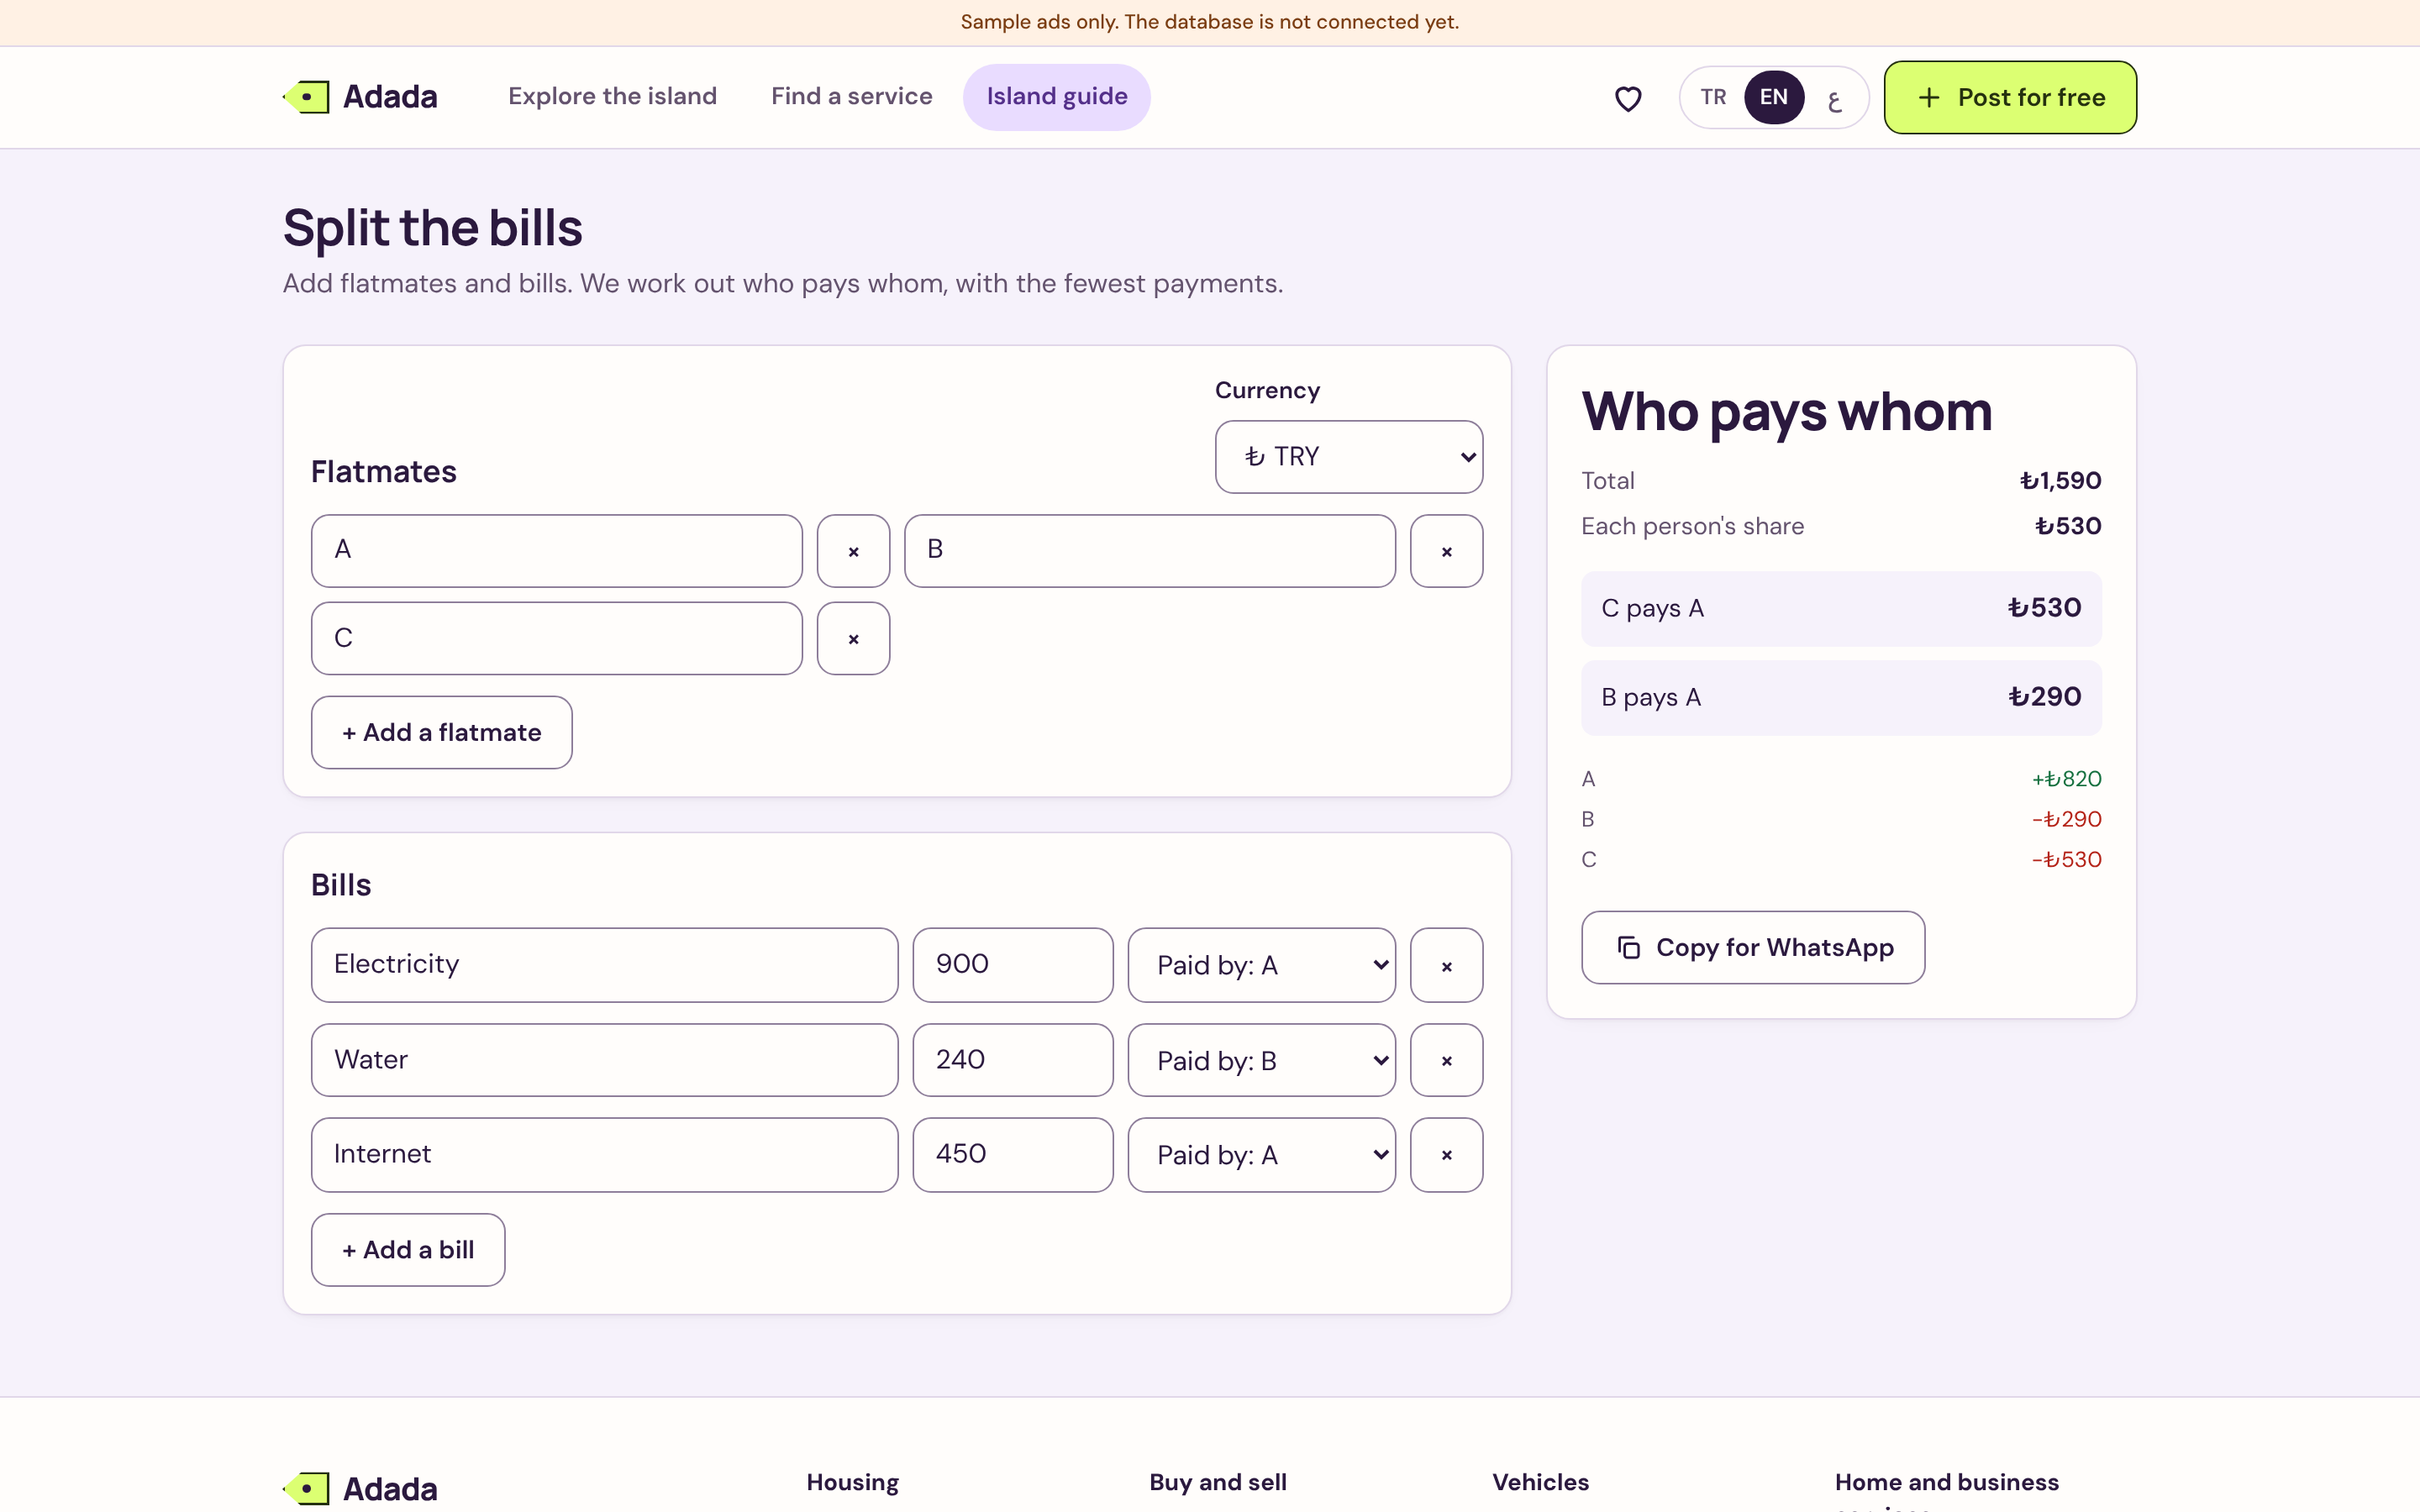 Sample ads only. The database is not connected yet.
Adada
Explore the island
Find a service
Island guide
TR
EN
ع
Post for free
Split the bills
Add flatmates and bills. We work out who pays whom, with the fewest payments.
Currency
Flatmates
₺ TRY
A
×
B
×
C
×
+ Add a flatmate
Bills
Electricity
900
Paid by: A
×
Water
240
Paid by: B
×
Internet
450
Paid by: A
×
+ Add a bill
Who pays whom
Total ₺1,590
Each person's share ₺530
C pays A ₺530
B pays A ₺290
A +₺820
B -₺290
C -₺530
Copy for WhatsApp
Adada
Housing
Buy and sell
Vehicles
Home and business